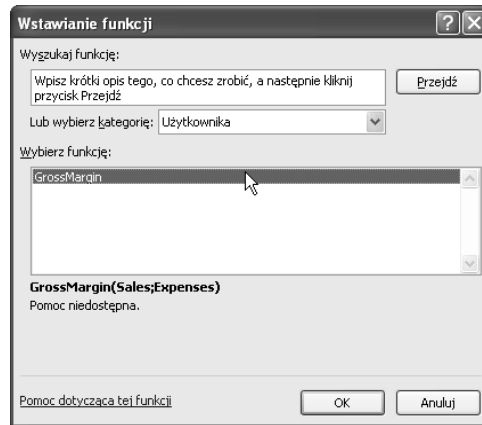 Wstawianie funkcji
Wyszukaj funkcję:
Wpisz krótki opis tego, co chcesz zrobić, a następnie kliknij
przycisk Przejdź
Przejdź
Lub wybierz kategorię: Użytkownika
Wybierz funkcję:
GrossMargin
GrossMargin(Sales;Expenses)
Pomoc niedostępna.
Pomoc dotycząca tej funkcji
OK
Anuluj